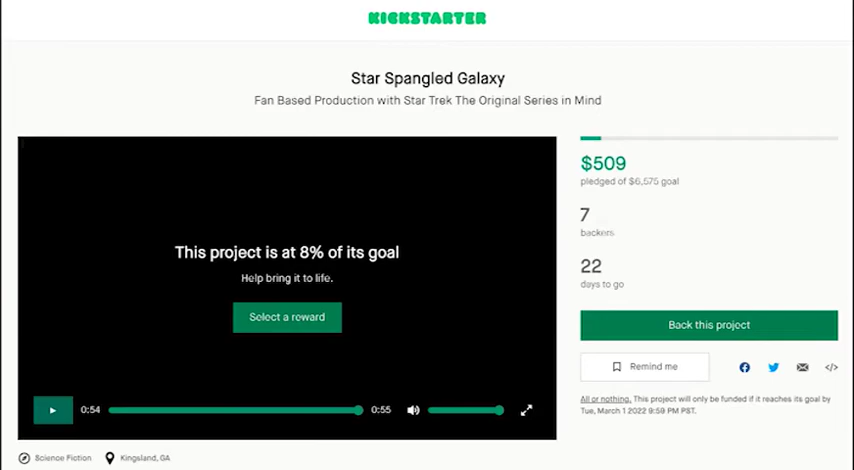 KICKSTARTER
Star Spangled Galaxy
Fan Based Production with Star Trek The Original Series in Mind
This project is at 8% of its goal
Help bring it to life.
Select a reward
0:54
0:55
$509
pledged of $6,575 goal
7
backers
22
days to go
Back this project
Remind me
</>
All or nothing. This project will only be funded if it reaches its goal by
Tue, March 1 2022 9:59 PM PST.
Science Fiction
Kingsland, GA